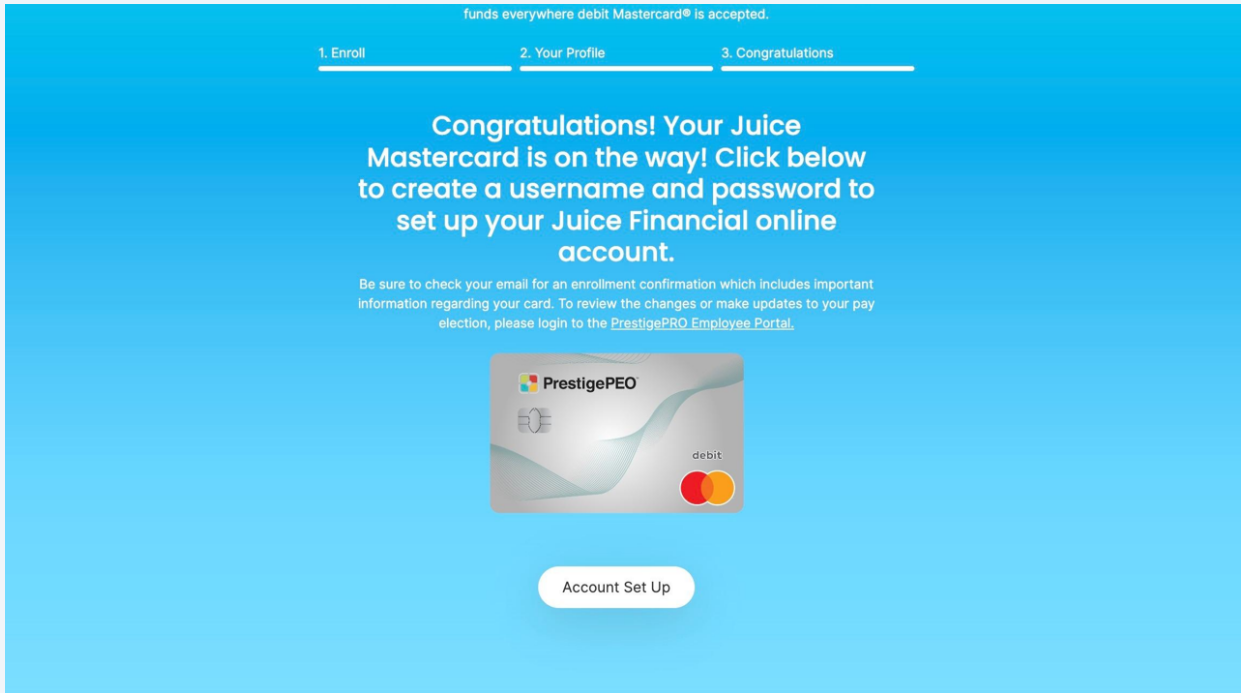 funds everywhere debit Mastercard® is accepted.
1. Enroll
2. Your Profile
3. Congratulations
Congratulations! Your Juice
Mastercard is on the way! Click below
to create a username and password to
set up your Juice Financial online
account.
Be sure to check your email for an enrollment confirmation which includes important
information regarding your card. To review the changes or make updates to your pay
election, please login to the PrestigePRO Employee Portal.
PrestigePEO
debit
Account Set Up